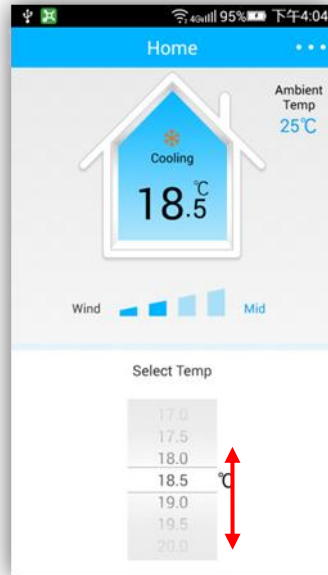 95% 下午4:04
Home
Ambient
Temp
25℃
Cooling
18.5℃
Wind
Mid
Select Temp
17.0
17.5
18.0
18.5 ℃
19.0
19.5
20.0